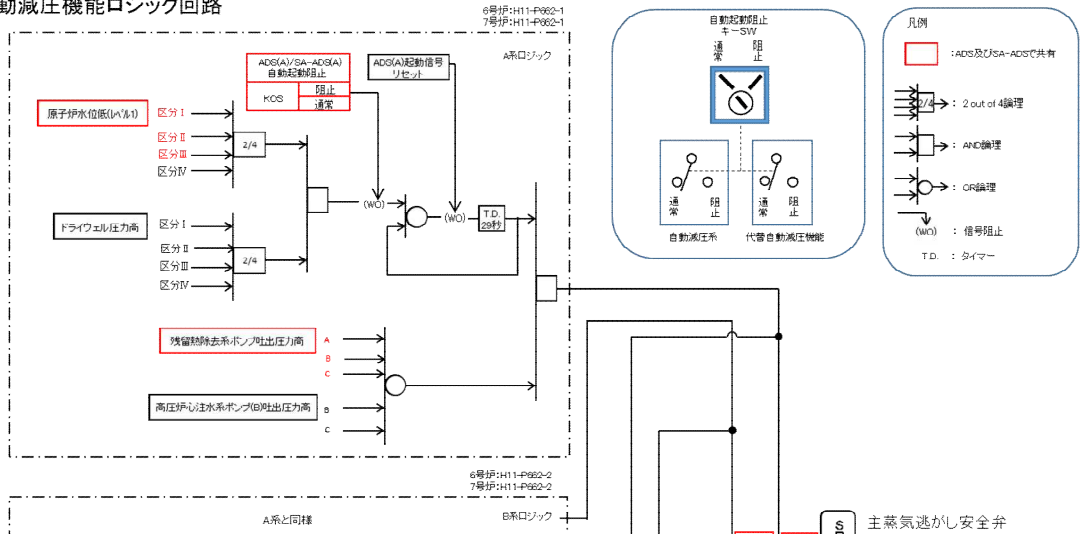 動減圧機能ロジック回路
6号炉:H11-P662-1
7号炉:H11-P662-1
A系ロジック
ADS(A)/SA-ADS(A)
自動起動阻止
KOS
阻止
通常
ADS(A)起動信号
リセット
原子炉水位低(レベル1)
区分Ⅰ
区分Ⅱ
区分Ⅲ
区分Ⅳ
2/4
(WO)
(WO)
T.D.
29秒
ドライウェル圧力高
区分Ⅰ
区分Ⅱ
区分Ⅲ
区分Ⅳ
2/4
残留熱除去系ポンプ吐出圧力高
A
B
C
高圧炉心注水系ポンプ(B)吐出圧力高
B
C
6号炉:H11-P662-2
7号炉:H11-P662-2
A系と同様
B系ロジック
自動起動阻止
キーSW
通常
阻止
通常
阻止
通常
阻止
自動減圧系
代替自動減圧機能
凡例
:ADS及びSA-ADSで共有
2/4
: 2 out of 4論理
: AND論理
: OR論理
(WO) : 信号阻止
T.D. : タイマー
S
主蒸気逃がし安全弁